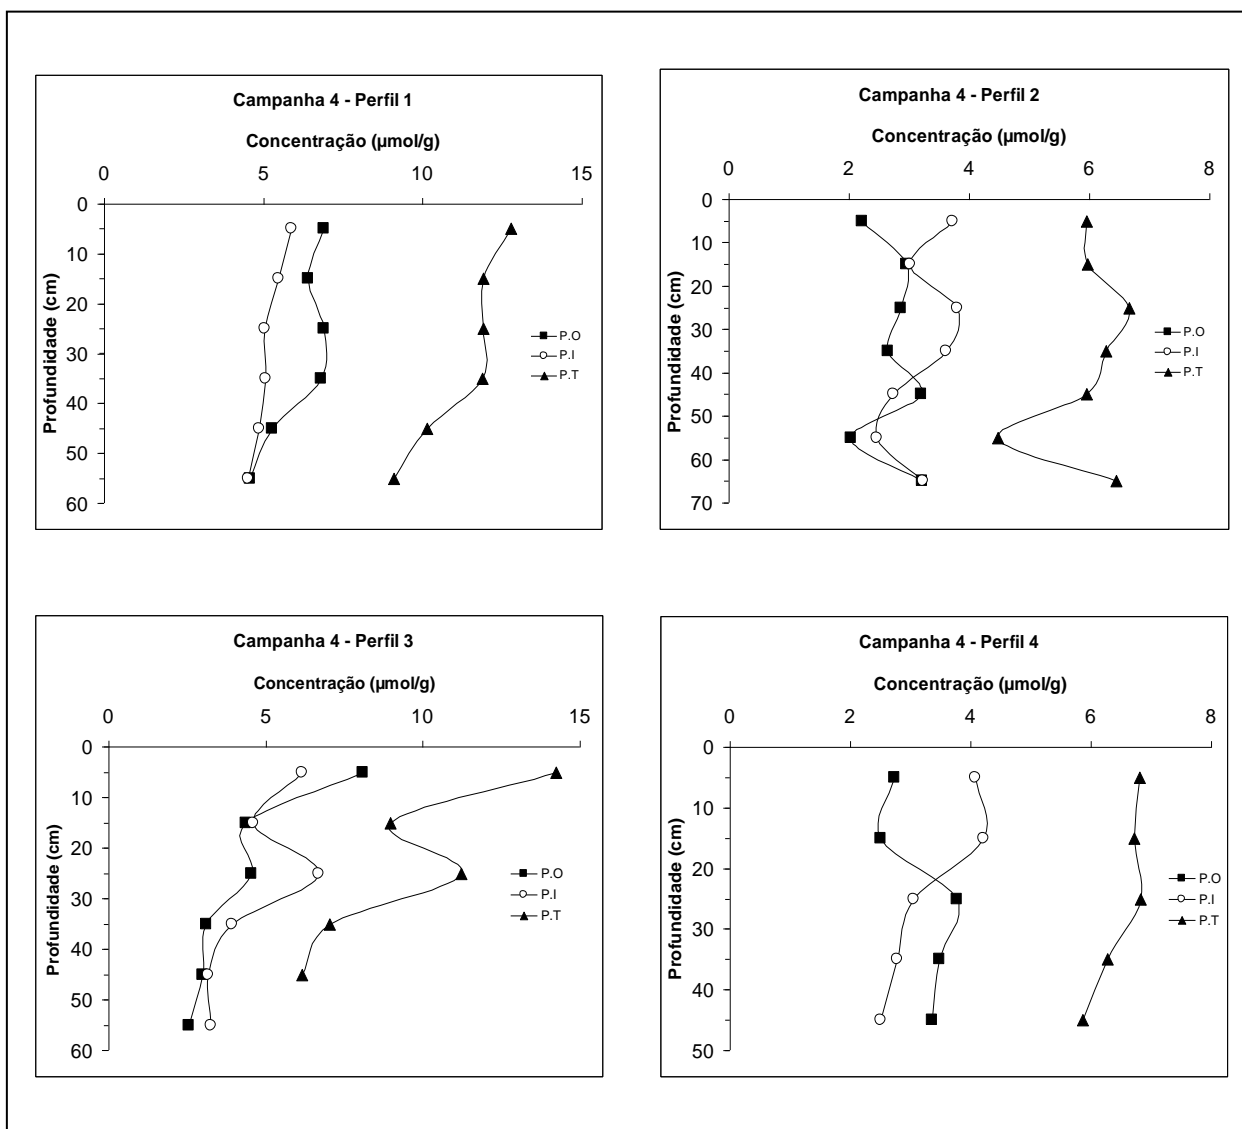 Campanha 4 - Perfil 1
Concentração (µmol/g)
0 5 10 15
0
10
20
30
40
50
60
Profundidade (cm)
P.O
P.I
P.T
Campanha 4 - Perfil 2
Concentração (µmol/g)
0 2 4 6 8
0
10
20
30
40
50
60
70
Profundidade (cm)
P.O
P.I
P.T
Campanha 4 - Perfil 3
Concentração (µmol/g)
0 5 10 15
0
10
20
30
40
50
60
Profundidade (cm)
P.O
P.I
P.T
Campanha 4 - Perfil 4
Concentração (µmol/g)
0 2 4 6 8
0
10
20
30
40
50
Profundidade (cm)
P.O
P.I
P.T